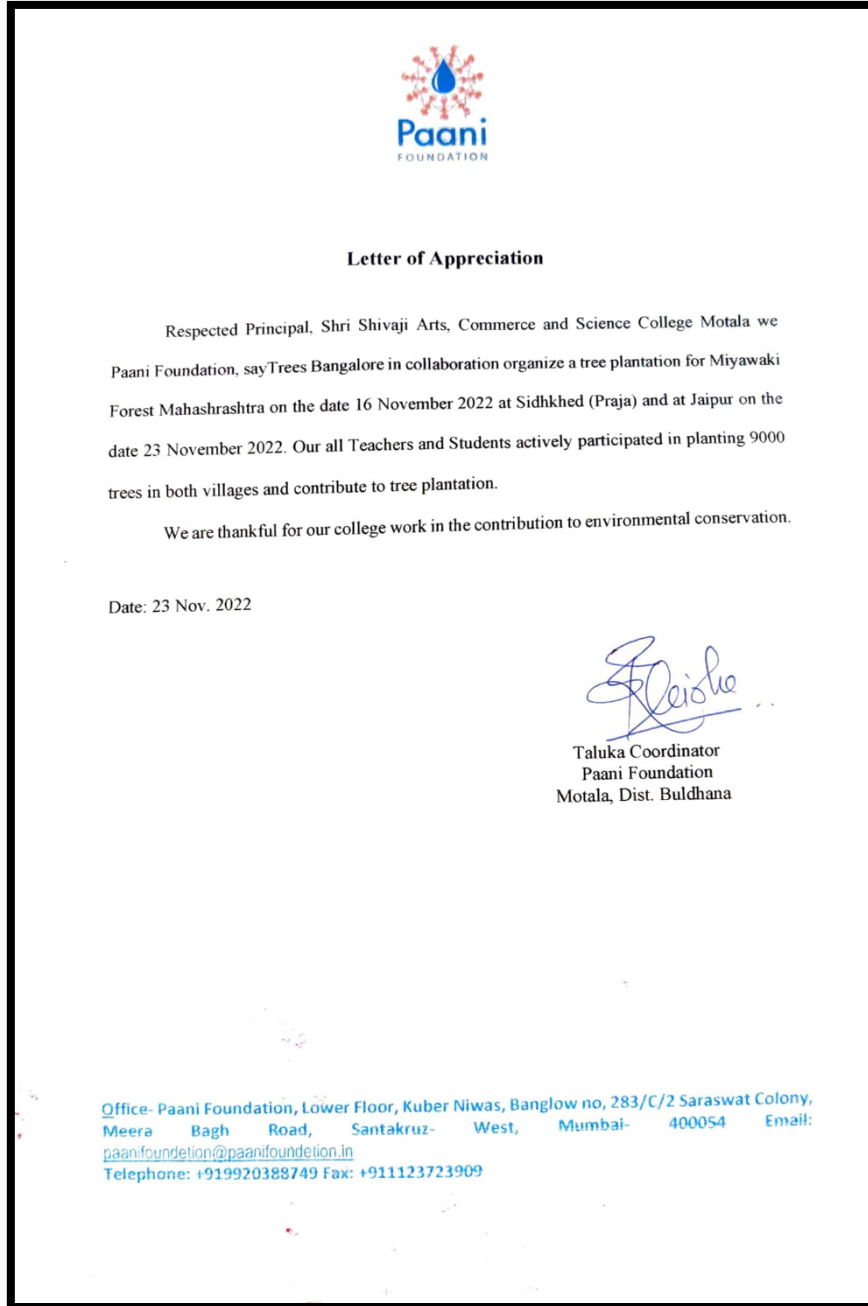 Paani
FOUNDATION
Letter of Appreciation
Respected Principal, Shri Shivaji Arts, Commerce and Science College Motala we
Paani Foundation, sayTrees Bangalore in collaboration organize a tree plantation for Miyawaki
Forest Mahashrashtra on the date 16 November 2022 at Sidhkhed (Praja) and at Jaipur on the
date 23 November 2022. Our all Teachers and Students actively participated in planting 9000
trees in both villages and contribute to tree plantation.
We are thankful for our college work in the contribution to environmental conservation.
Date: 23 Nov. 2022
Taluka Coordinator
Paani Foundation
Motala, Dist. Buldhana
Office- Paani Foundation, Lower Floor, Kuber Niwas, Banglow no, 283/C/2 Saraswat Colony,
Meera Bagh Road, Santakruz- West, Mumbai- 400054 Email:
paanifoundetion@paanifoundetion.in
Telephone: +919920388749 Fax: +911123723909